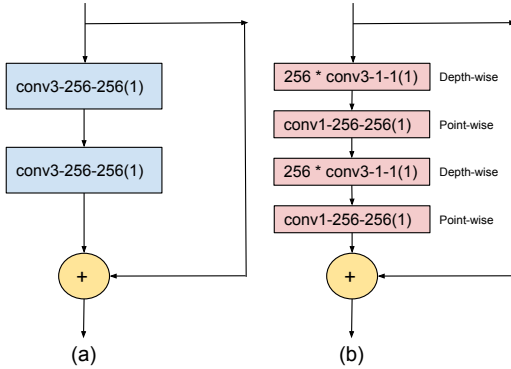 conv3-256-256(1)
conv3-256-256(1)
+
(a)
256 * conv3-1-1(1) Depth-wise
conv1-256-256(1) Point-wise
256 * conv3-1-1(1) Depth-wise
conv1-256-256(1) Point-wise
+
(b)